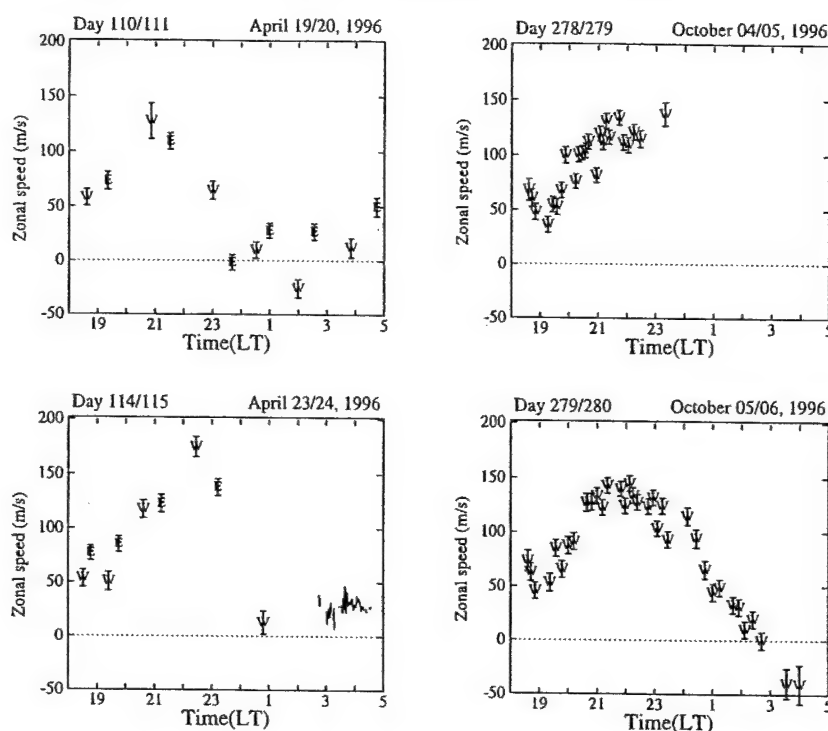 Day 110/111 April 19/20, 1996
200
150
100
50
0
-50
Zonal speed (m/s)
19 21 23 1 3 5
Time(LT)
Day 278/279 October 04/05, 1996
200
150
100
50
0
-50
Zonal speed (m/s)
19 21 23 1 3 5
Time(LT)
Day 114/115 April 23/24, 1996
200
150
100
50
0
-50
Zonal speed (m/s)
19 21 23 1 3 5
Time(LT)
Day 279/280 October 05/06, 1996
200
150
100
50
0
-50
Zonal speed (m/s)
19 21 23 1 3 5
Time(LT)